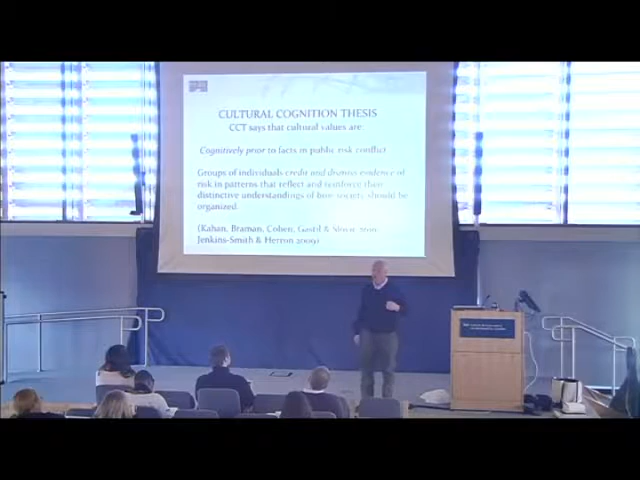 CULTURAL COGNITION THESIS
CCT says that cultural values are
Cognitively prior to facts in public risk conflict
Groups of individuals credit and dismiss evidence of
risk in patterns that reflect and reinforce their
distinctive understandings of how society should be
organized.
(Kahan, Braman, Cohen, Gastil & Slovic
Jenkins-Smith & Herron 2009)